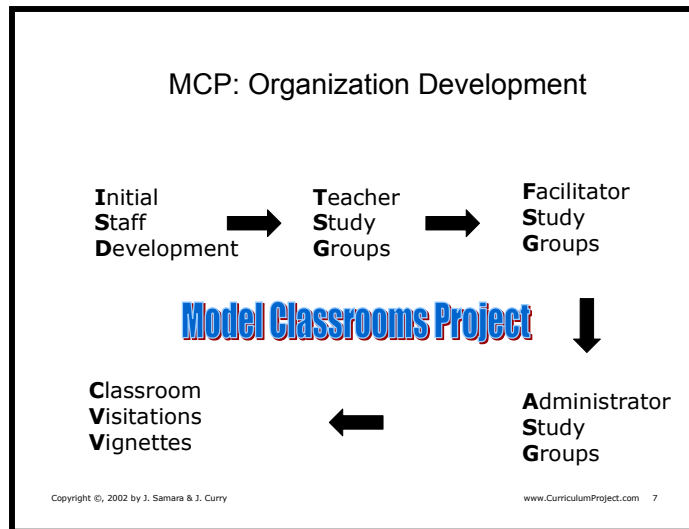 MCP: Organization Development
Initial
Staff
Development
Teacher
Study
Groups
Facilitator
Study
Groups
Model Classrooms Project
Classroom
Visitations
Vignettes
Administrator
Study
Groups
Copyright ©, 2002 by J. Samara & J. Curry
www.CurriculumProject.com 7